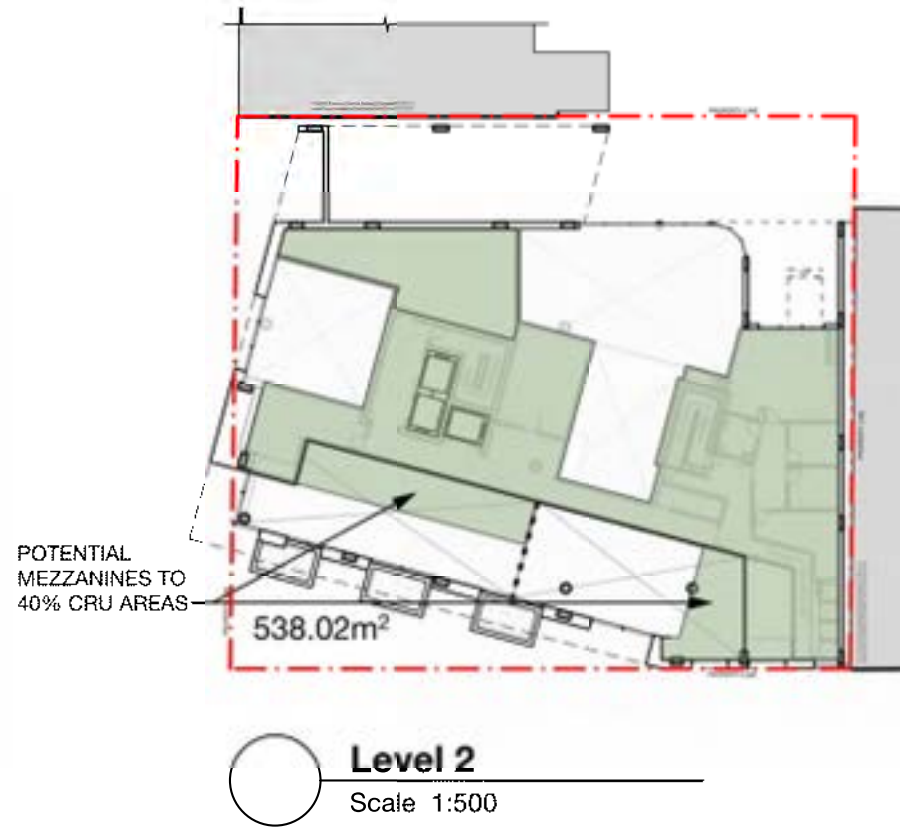 POTENTIAL
MEZZANINES TO
40% CRU AREAS
538.02m²
Level 2
Scale 1:500